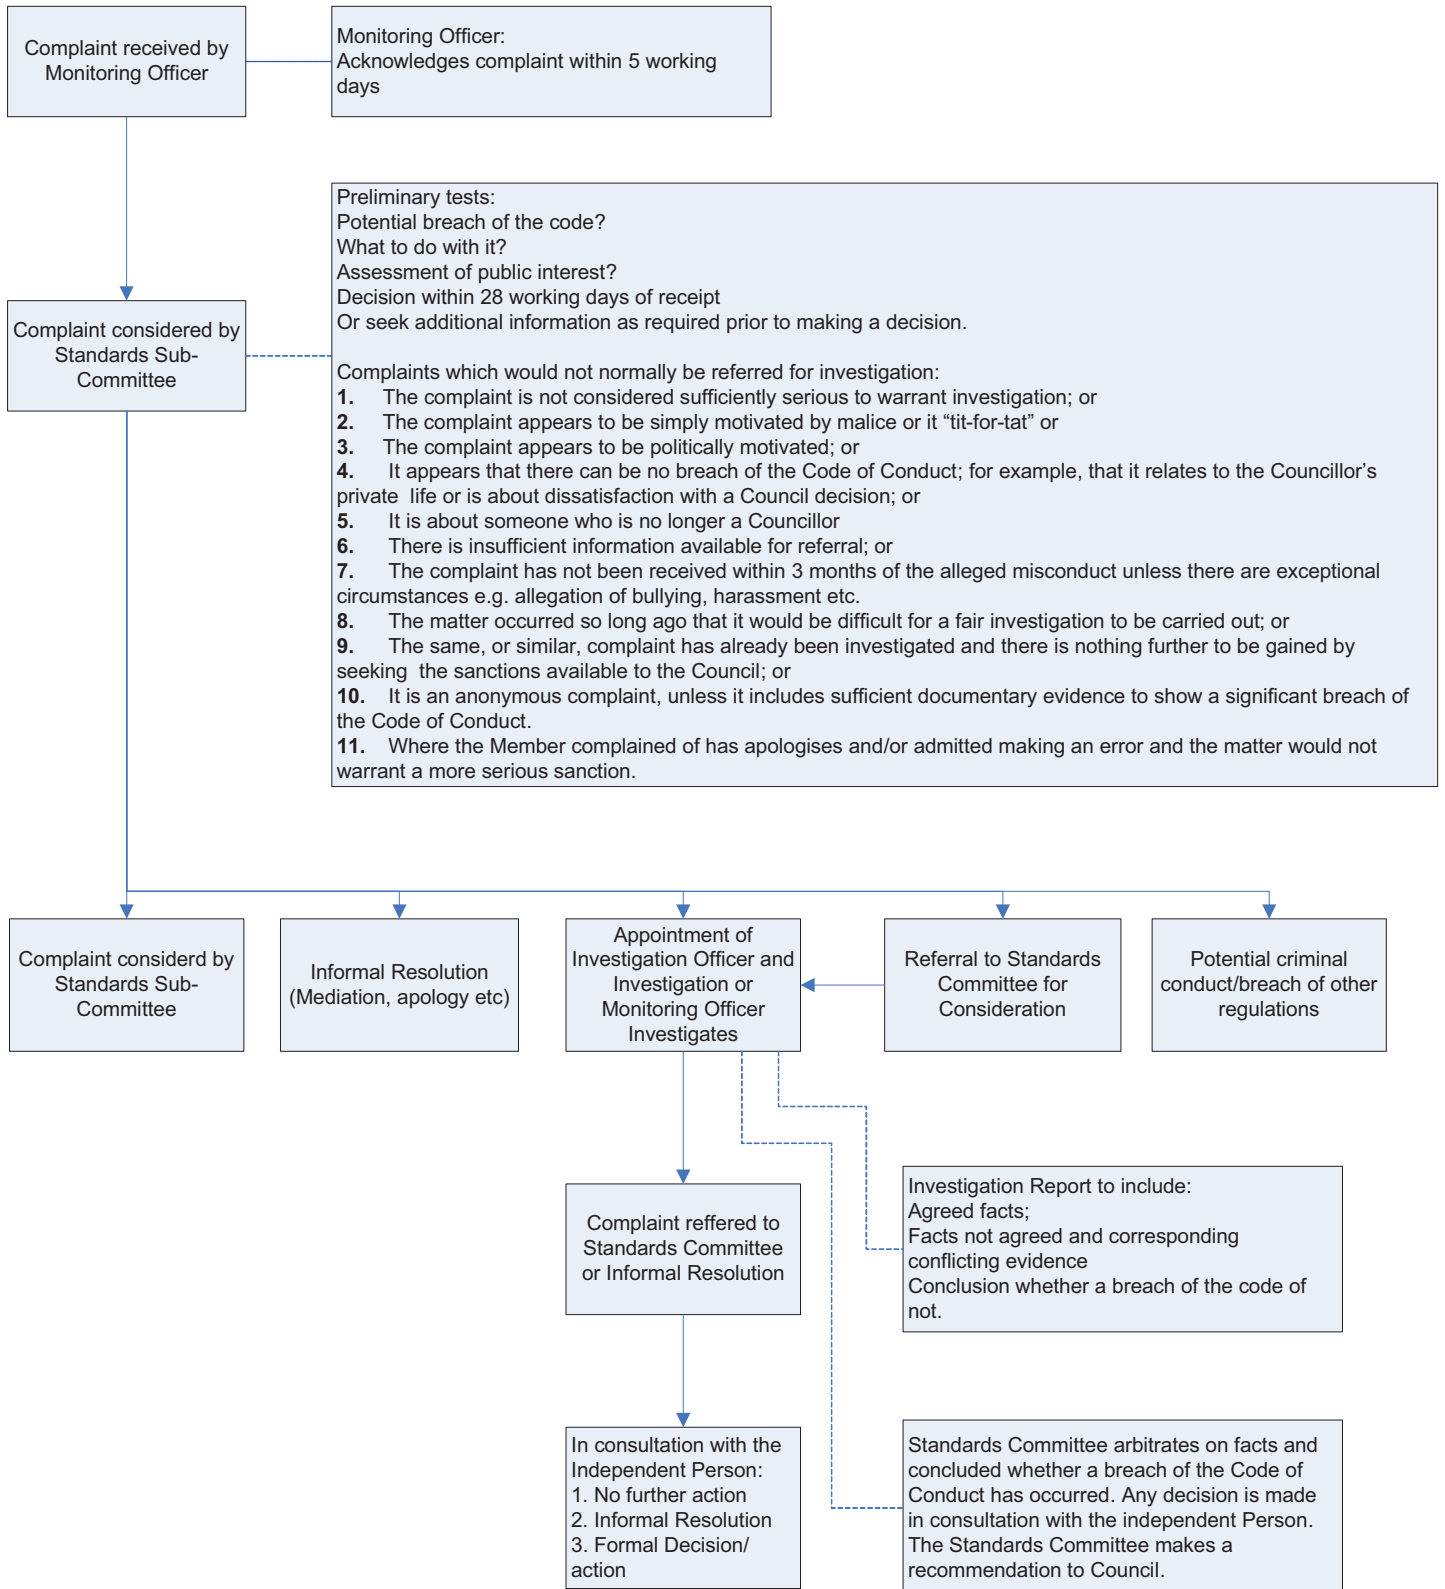 Complaint received by
Monitoring Officer
Monitoring Officer:
Acknowledges complaint within 5 working
days
Preliminary tests:
Potential breach of the code?
What to do with it?
Assessment of public interest?
Decision within 28 working days of receipt
Or seek additional information as required prior to making a decision.
Complaints which would not normally be referred for investigation:
1. The complaint is not considered sufficiently serious to warrant investigation; or
2. The complaint appears to be simply motivated by malice or it “tit-for-tat” or
3. The complaint appears to be politically motivated; or
4. It appears that there can be no breach of the Code of Conduct; for example, that it relates to the Councillor’s
private life or is about dissatisfaction with a Council decision; or
5. It is about someone who is no longer a Councillor
6. There is insufficient information available for referral; or
7. The complaint has not been received within 3 months of the alleged misconduct unless there are exceptional
circumstances e.g. allegation of bullying, harassment etc.
8. The matter occurred so long ago that it would be difficult for a fair investigation to be carried out; or
9. The same, or similar, complaint has already been investigated and there is nothing further to be gained by
seeking the sanctions available to the Council; or
10. It is an anonymous complaint, unless it includes sufficient documentary evidence to show a significant breach of
the Code of Conduct.
11. Where the Member complained of has apologises and/or admitted making an error and the matter would not
warrant a more serious sanction.
Complaint considered by
Standards Sub-
Committee
Complaint considerd by
Standards Sub-
Committee
Informal Resolution
(Mediation, apology etc)
Appointment of
Investigation Officer and
Investigation or
Monitoring Officer
Investigates
Referral to Standards
Committee for
Consideration
Potential criminal
conduct/breach of other
regulations
Complaint reffered to
Standards Committee
or Informal Resolution
Investigation Report to include:
Agreed facts;
Facts not agreed and corresponding
conflicting evidence
Conclusion whether a breach of the code of
not.
In consultation with the
Independent Person:
1. No further action
2. Informal Resolution
3. Formal Decision/
action
Standards Committee arbitrates on facts and
concluded whether a breach of the Code of
Conduct has occurred. Any decision is made
in consultation with the independent Person.
The Standards Committee makes a
recommendation to Council.